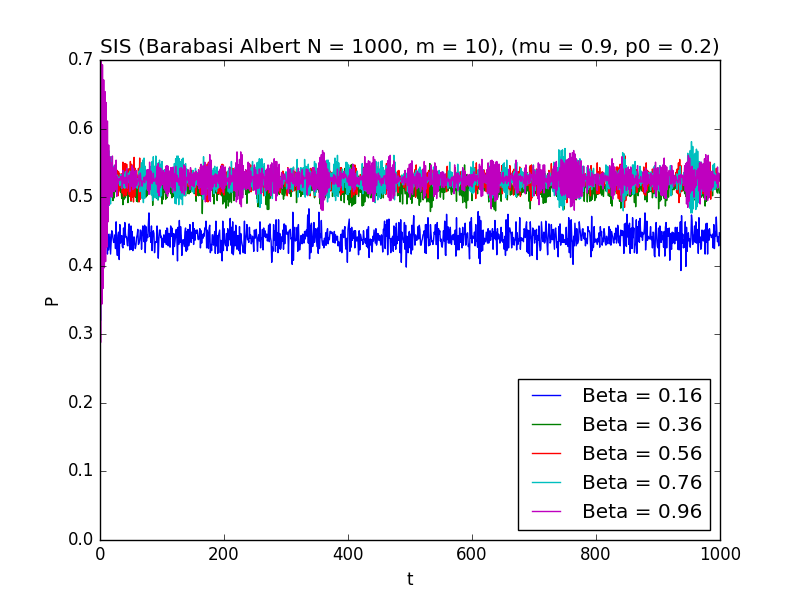 SIS (Barabasi Albert N = 1000, m = 10), (mu = 0.9, p0 = 0.2)
0.7
0.6
0.5
0.4
0.3
0.2
0.1
0.0
P
Beta = 0.16
Beta = 0.36
Beta = 0.56
Beta = 0.76
Beta = 0.96
0 200 400 600 800 1000
t